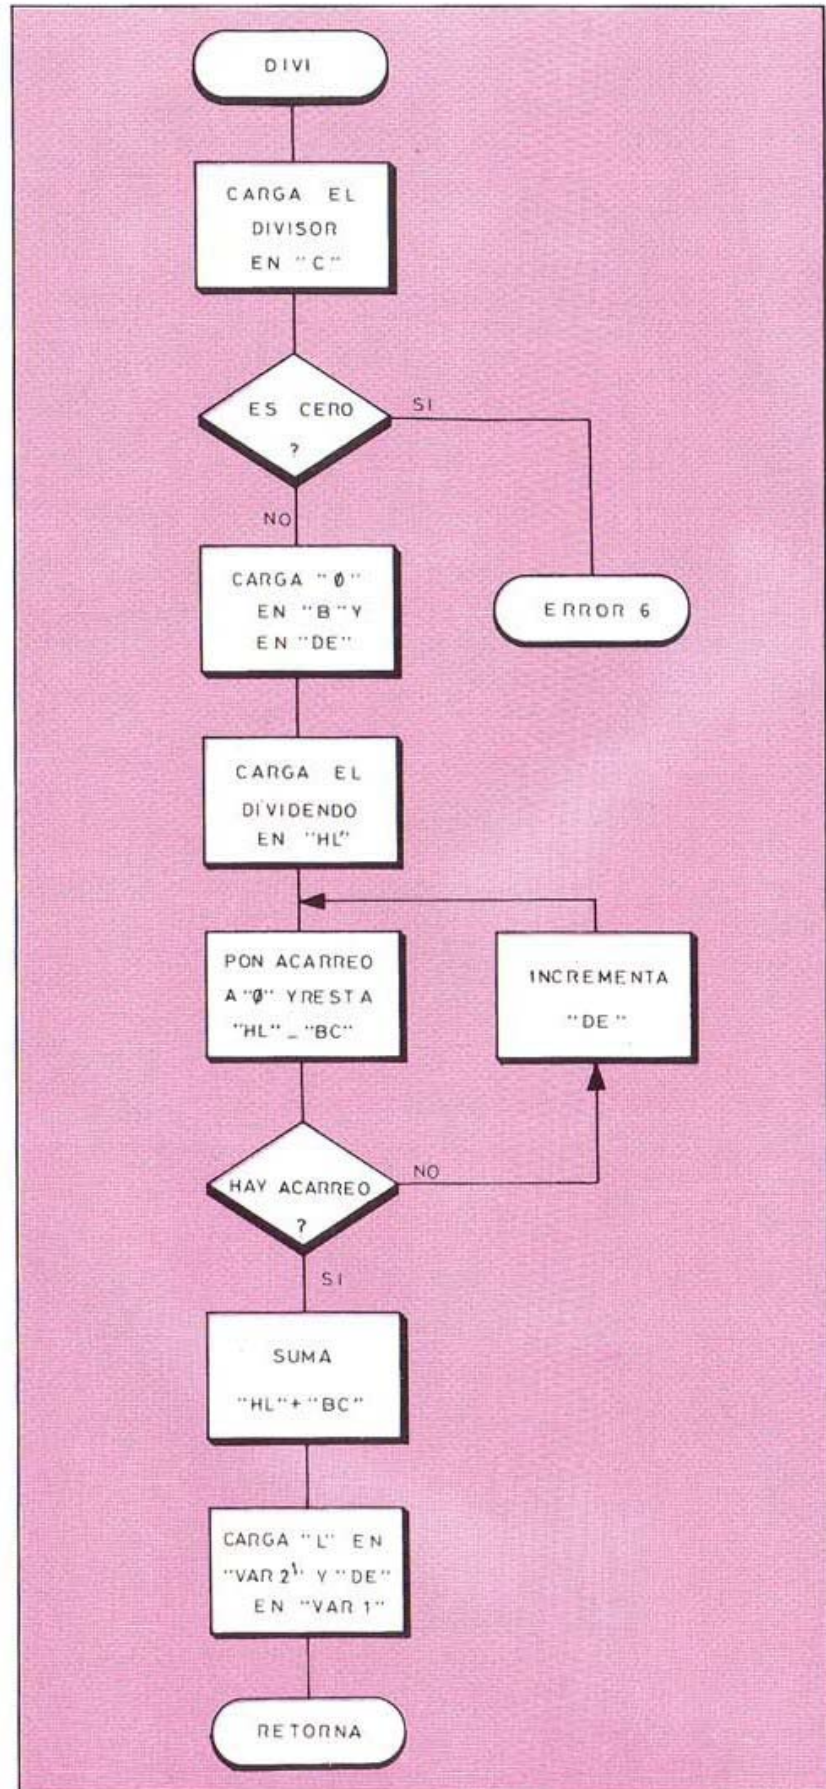 DIVI
CARGA EL
DIVISOR
EN "C"
ES CERO
?
SI
NO
CARGA "Ø"
EN "B" Y
EN "DE"
ERROR 6
CARGA EL
DIVIDENDO
EN "HL"
PON ACARREO
A "Ø" Y RESTA
"HL" - "BC"
INCREMENTA
"DE"
HAY ACARREO
?
NO
SI
SUMA
"HL" + "BC"
CARGA "L" EN
"VAR 2" Y "DE"
EN "VAR 1"
RETORNA